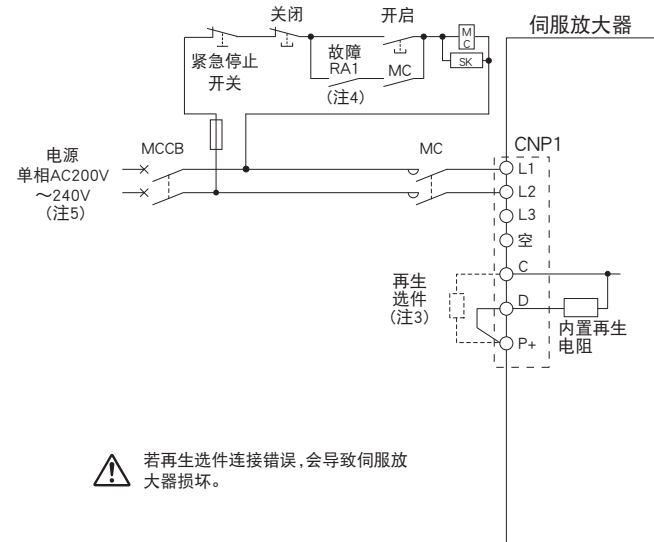 关闭
开启
伺服放大器
紧急停止
开关
故障
RA1
(注4)
MC
M
C
SK
电源
单相AC200V
～240V
(注5)
MCCB
MC
CNP1
L1
L2
L3
空
C
D
P+
再生
选件
(注3)
内置再生
电阻
若再生选件连接错误,会导致伺服放
大器损坏。